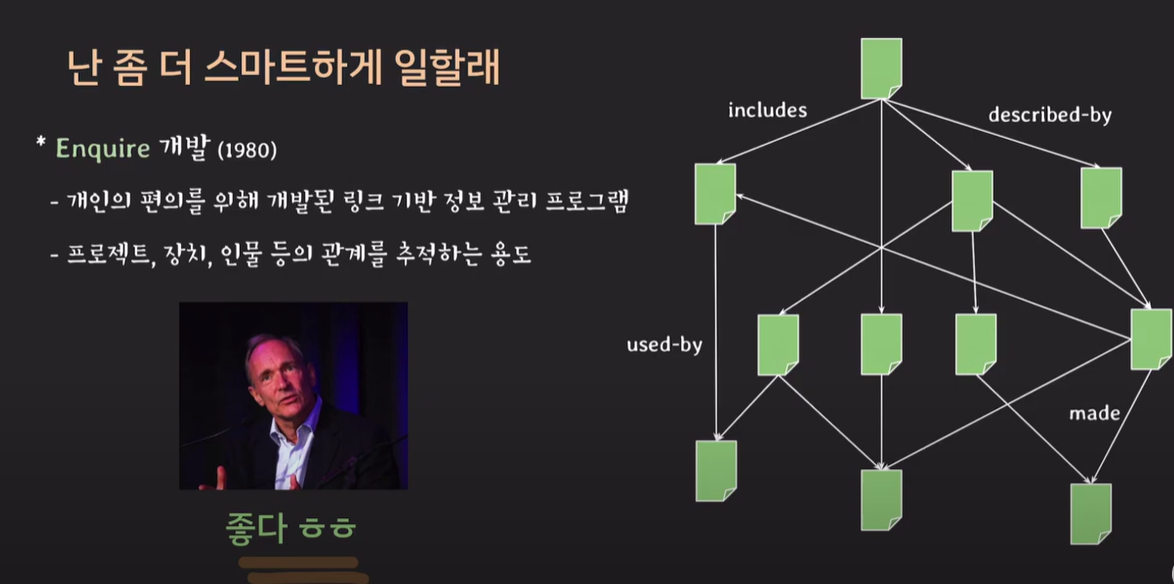 난 좀 더 스마트하게 일할래
* Enquire 개발 (1980)
- 개인의 편의를 위해 개발된 링크 기반 정보 관리 프로그램
- 프로젝트, 장치, 인물 등의 관계를 추적하는 용도
좋다 ㅎㅎ
includes
described-by
used-by
made